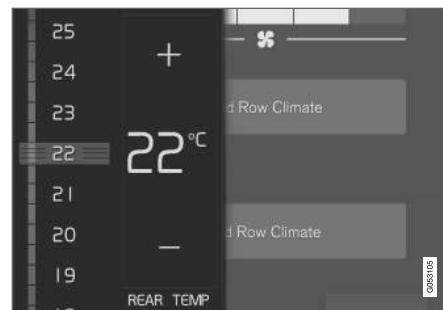 25
24
23
22
21
20
19
+
22°C
−
REAR TEMP
Row Climate
Row Climate
G053105